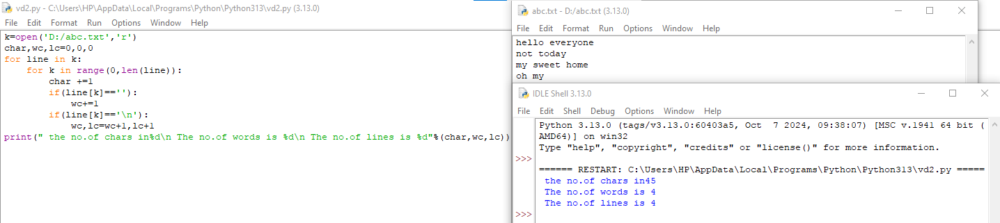 vd2.py - C:\Users\HP\AppData\Local\Programs\Python\Python313\vd2.py (3.13.0)
File Edit Format Run Options Window Help
k=open('D:/abc.txt','r')
char,wc,lc=0,0,0
for line in k:
    for k in range(0,len(line)):
        char +=1
        if(line[k]==''):
            wc+=1
        if(line[k]=='\n'):
            wc,lc=wc+1,lc+1
print(" the no.of chars in%d\n The no.of words is %d\n The no.of lines is %d"%(char,wc,lc))
abc.txt - D:/abc.txt (3.13.0)
File Edit Format Run Options Window Help
hello everyone
not today
my sweet home
oh my
IDLE Shell 3.13.0
File Edit Shell Debug Options Window Help
Python 3.13.0 (tags/v3.13.0:60403a5, Oct  7 2024, 09:38:07) [MSC v.1941 64 bit (
AMD64)] on win32
Type "help", "copyright", "credits" or "license()" for more information.
>>>
====== RESTART: C:\Users\HP\AppData\Local\Programs\Python\Python313\vd2.py =====
 the no.of chars in45
 The no.of words is 4
 The no.of lines is 4
>>>